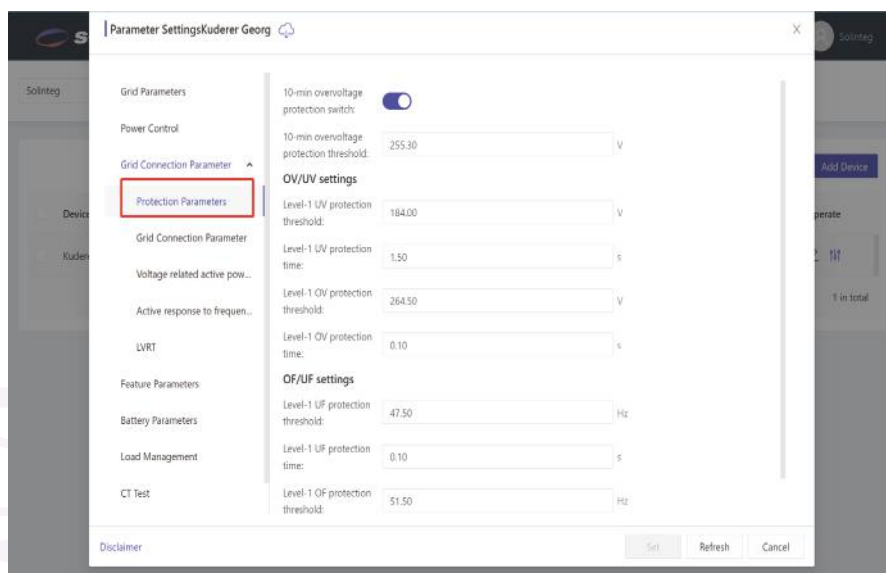 Parameter SettingsKuderer Georg
X
S
Solinteg
Solinteg
Add Device
Device
perate
Kuder
1 in total
Grid Parameters
Power Control
Grid Connection Parameter
Protection Parameters
Grid Connection Parameter
Voltage related active pow...
Active response to frequen...
LVRT
Feature Parameters
Battery Parameters
Load Management
CT Test
10-min overvoltage
protection switch:
10-min overvoltage
protection threshold:
255.30
V
OV/UV settings
Level-1 UV protection
threshold:
184.00
V
Level-1 UV protection
time:
1.50
s
Level-1 OV protection
threshold:
264.50
V
Level-1 OV protection
time:
0.10
s
OF/UF settings
Level-1 UF protection
threshold:
47.50
Hz
Level-1 UF protection
time:
0.10
s
Level-1 OF protection
threshold:
51.50
Hz
Disclaimer
Set
Refresh
Cancel